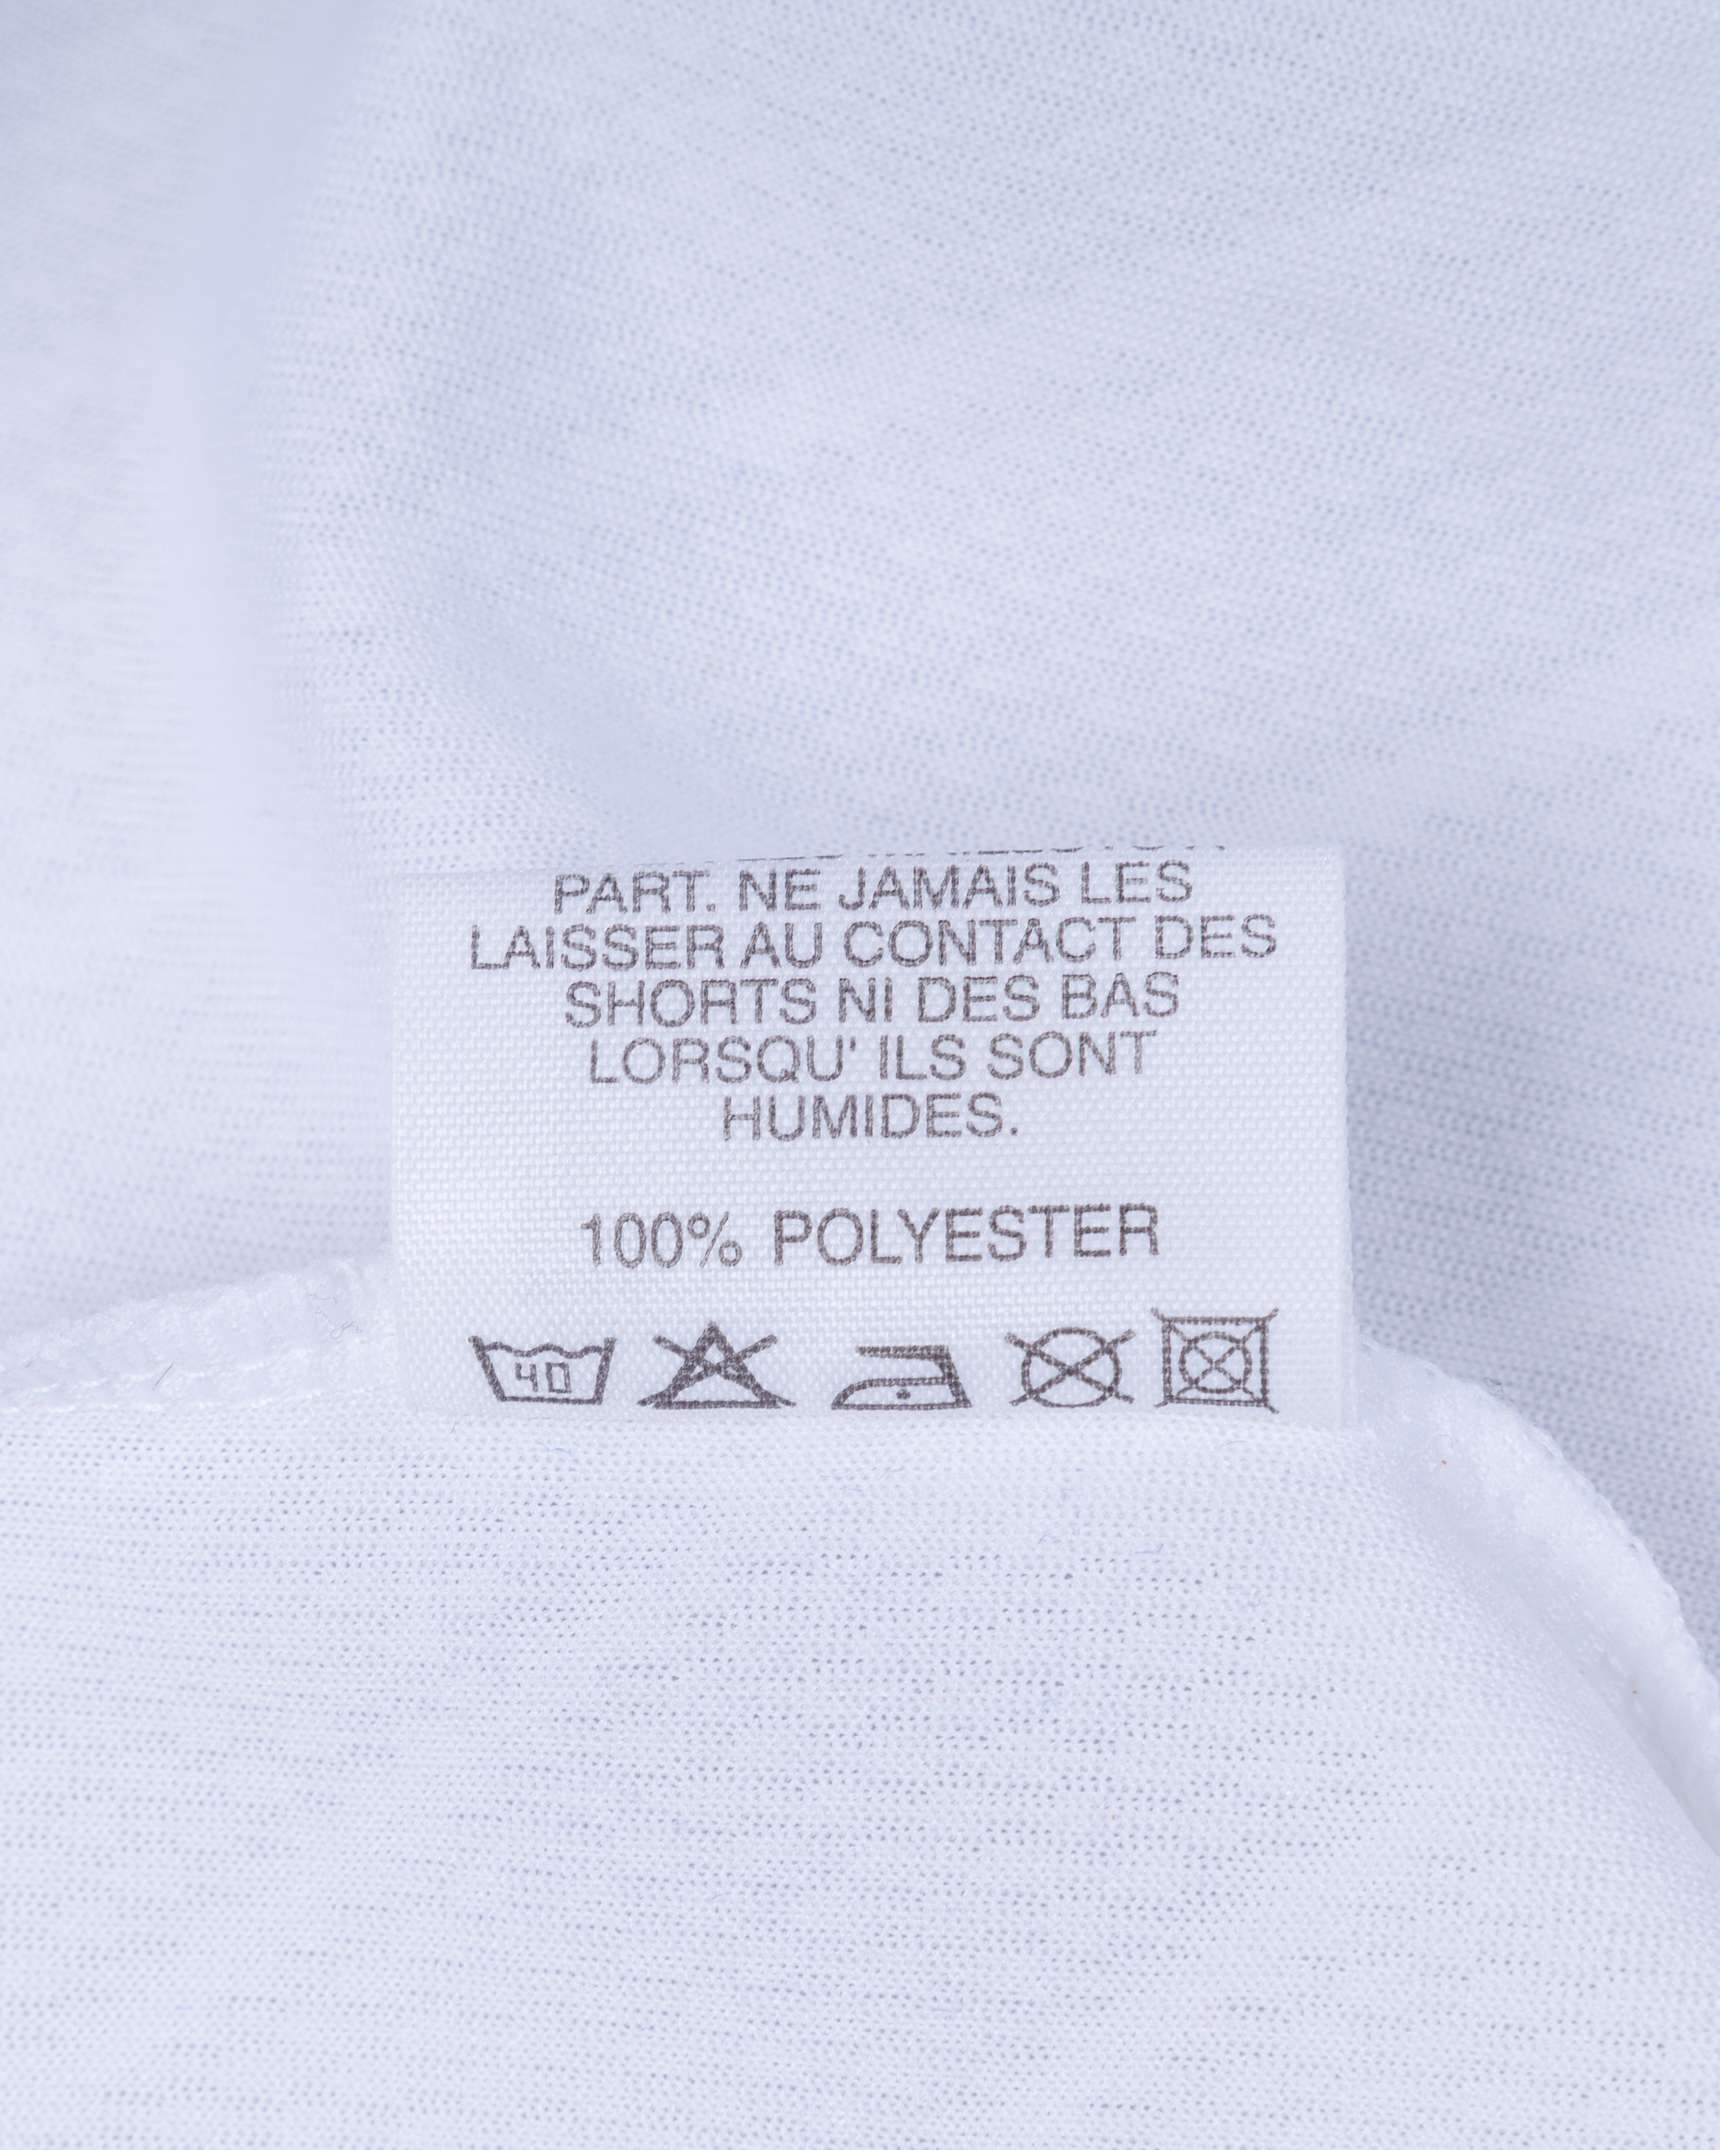 PART. NE JAMAIS LES
LAISSER AU CONTACT DES
SHORTS NI DES BAS
LORSQU' ILS SONT
HUMIDES.
100% POLYESTER
40